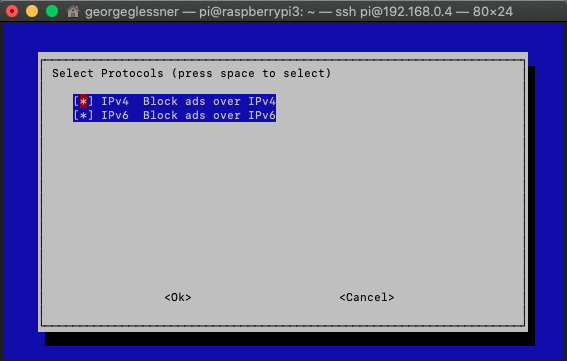 georgeglessner — pi@raspberrypi3: ~ — ssh pi@192.168.0.4 — 80×24
Select Protocols (press space to select)
[*] IPv4  Block ads over IPv4
[*] IPv6  Block ads over IPv6
<Ok> <Cancel>